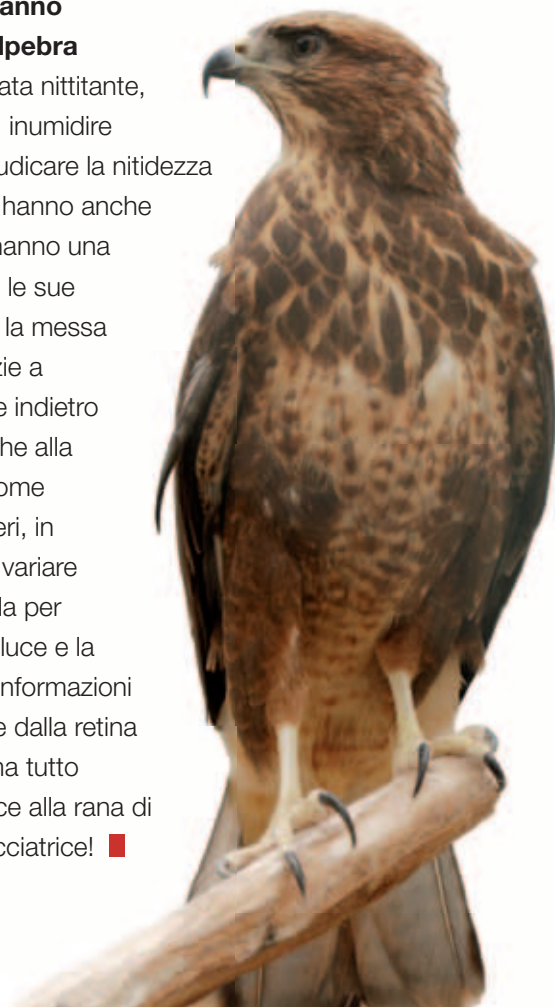 anno
lpebra
ata nittitante,
inumidire
udicare la nitidezza
hanno anche
hanno una
le sue
la messa
zie a
e indietro
che alla
ome
eri, in
variare
la per
luce e la
informazioni
e dalla retina
na tutto
ce alla rana di
cciatrice!